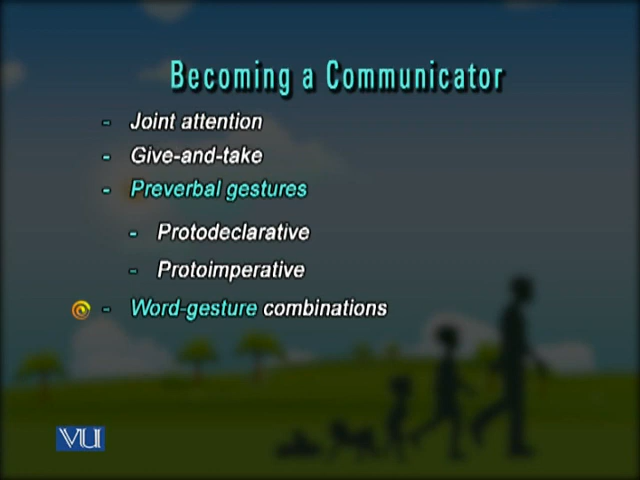 Becoming a Communicator
- Joint attention
- Give-and-take
- Preverbal gestures
- Protodeclarative
- Protoimperative
- Word-gesture combinations
VU